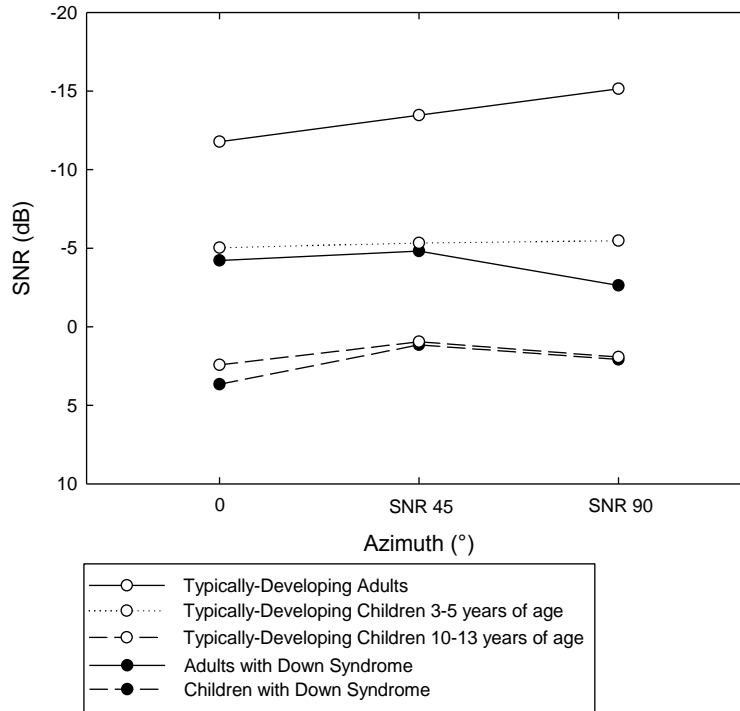 -20
-15
-10
-5
0
5
10
SNR (dB)
0 SNR 45 SNR 90
Azimuth (°)
Typically-Developing Adults
Typically-Developing Children 3-5 years of age
Typically-Developing Children 10-13 years of age
Adults with Down Syndrome
Children with Down Syndrome